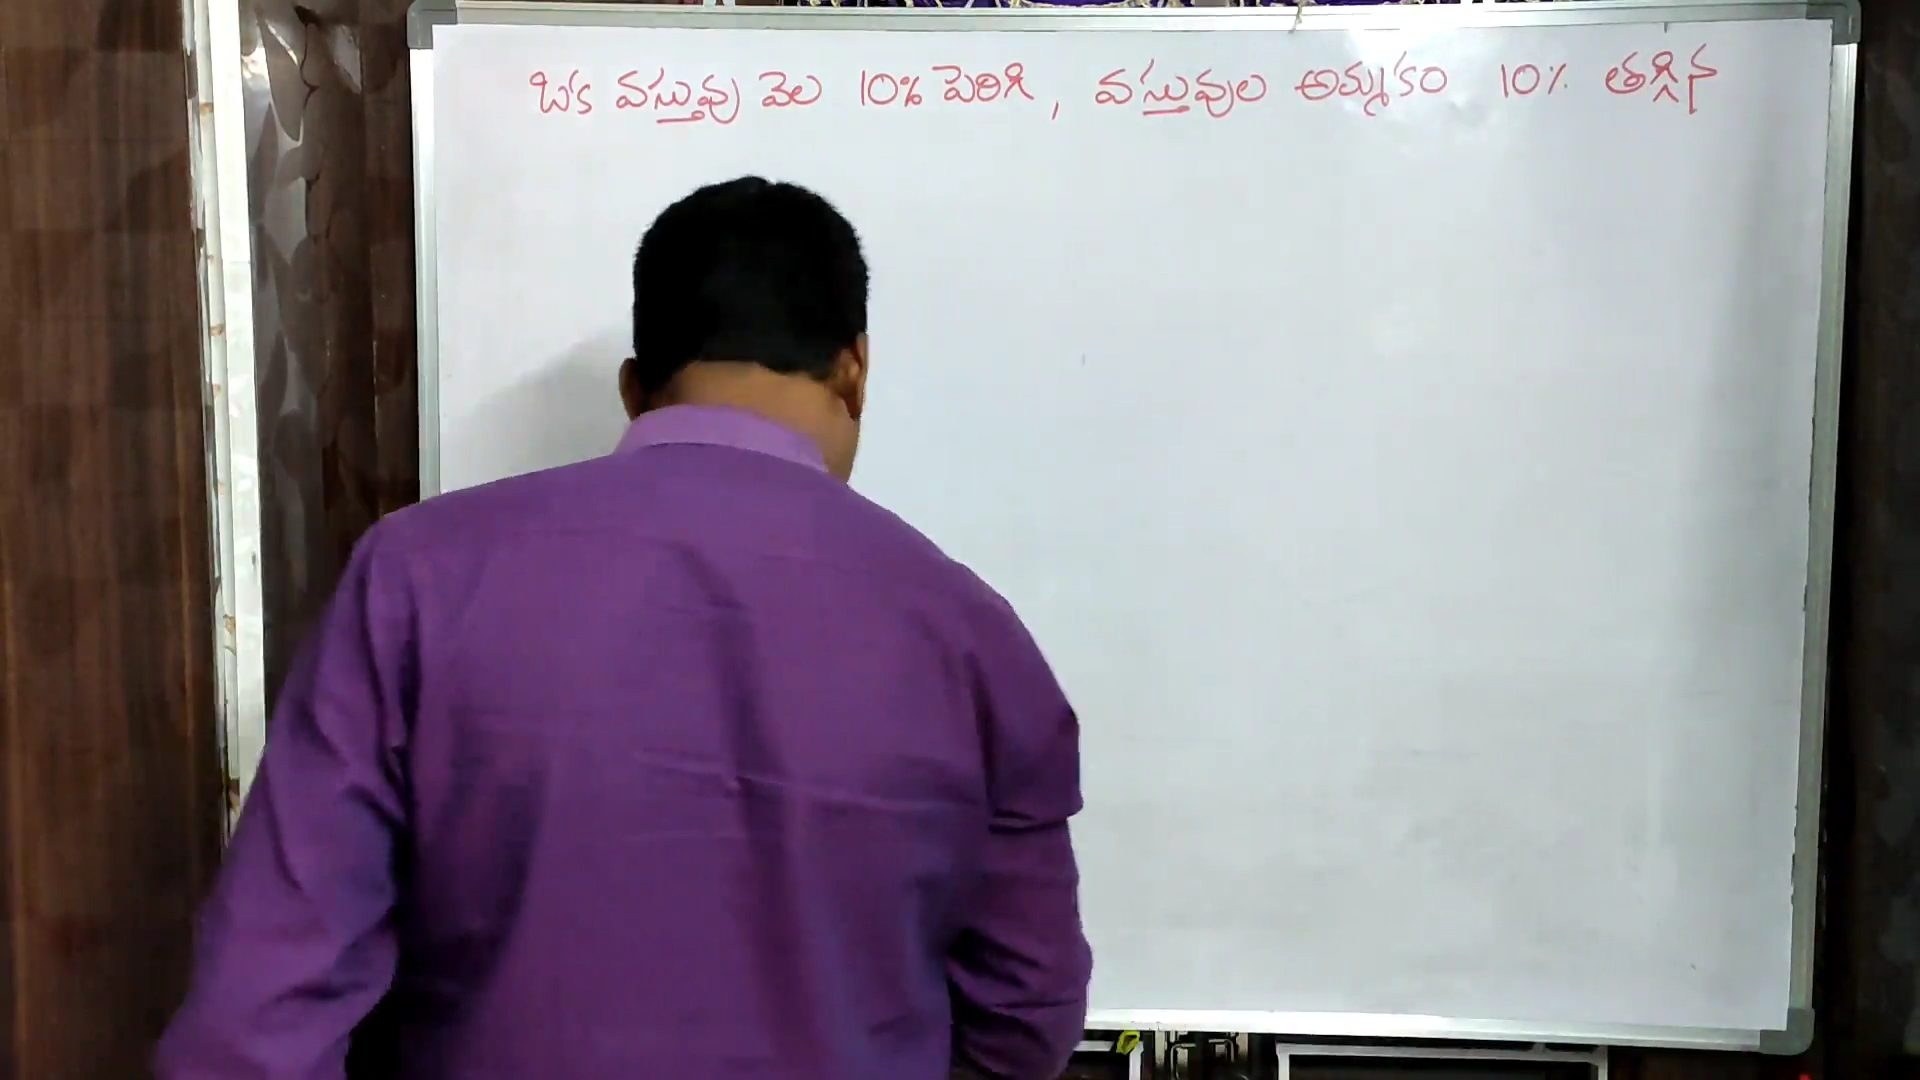 ఒక వస్తువు వెల 10% పెరిగి, వస్తువుల అమ్మకం 10% తగ్గిన